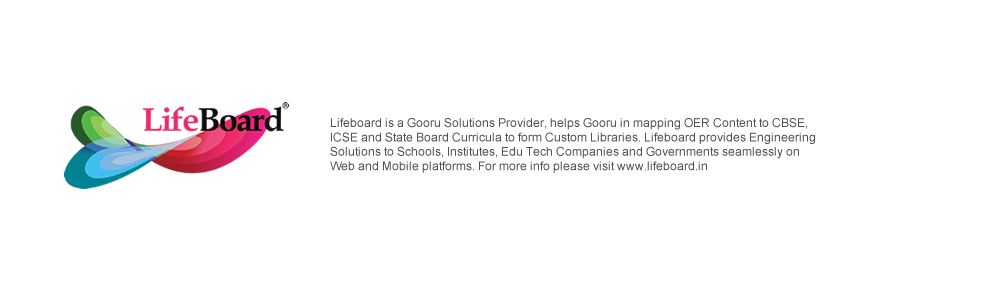 LifeBoard®
Lifeboard is a Gooru Solutions Provider, helps Gooru in mapping OER Content to CBSE,
ICSE and State Board Curricula to form Custom Libraries. Lifeboard provides Engineering
Solutions to Schools, Institutes, Edu Tech Companies and Governments seamlessly on
Web and Mobile platforms. For more info please visit www.lifeboard.in